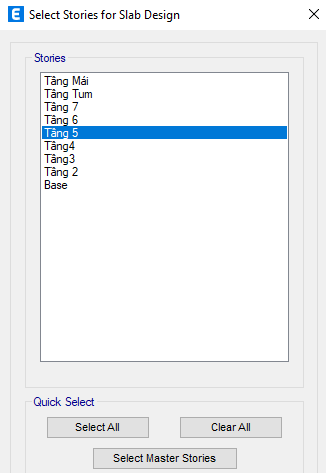 E Select Stories for Slab Design
Stories
Tầng Mái
Tầng Tum
Tầng 7
Tầng 6
Tầng 5
Tầng4
Tầng3
Tầng 2
Base
Quick Select
Select All
Clear All
Select Master Stories